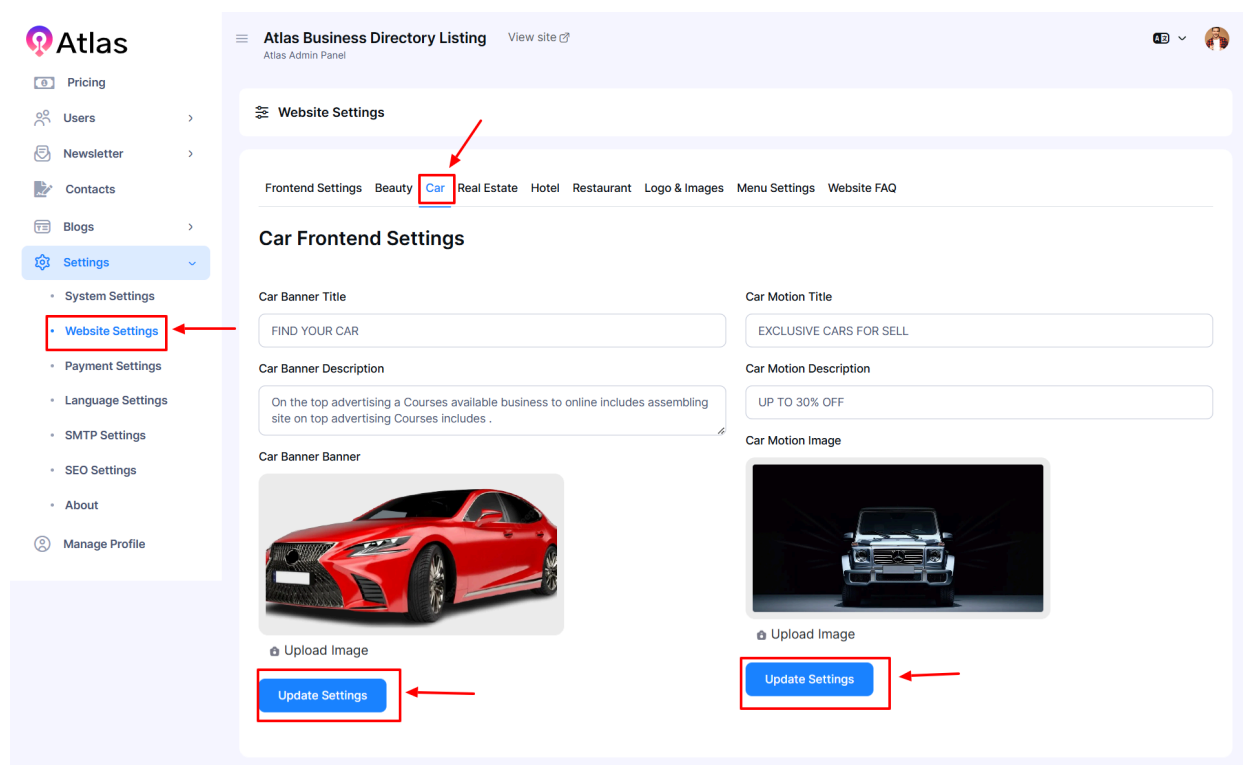 Atlas
Pricing
Users
Newsletter
Contacts
Blogs
Settings
System Settings
Website Settings
Payment Settings
Language Settings
SMTP Settings
SEO Settings
About
Manage Profile
Atlas Business Directory Listing View site
Atlas Admin Panel
Website Settings
Frontend Settings Beauty Car Real Estate Hotel Restaurant Logo & Images Menu Settings Website FAQ
Car Frontend Settings
Car Banner Title
FIND YOUR CAR
Car Banner Description
On the top advertising a Courses available business to online includes assembling
site on top advertising Courses includes .
Car Banner Banner
Upload Image
Update Settings
Car Motion Title
EXCLUSIVE CARS FOR SELL
Car Motion Description
UP TO 30% OFF
Car Motion Image
Upload Image
Update Settings